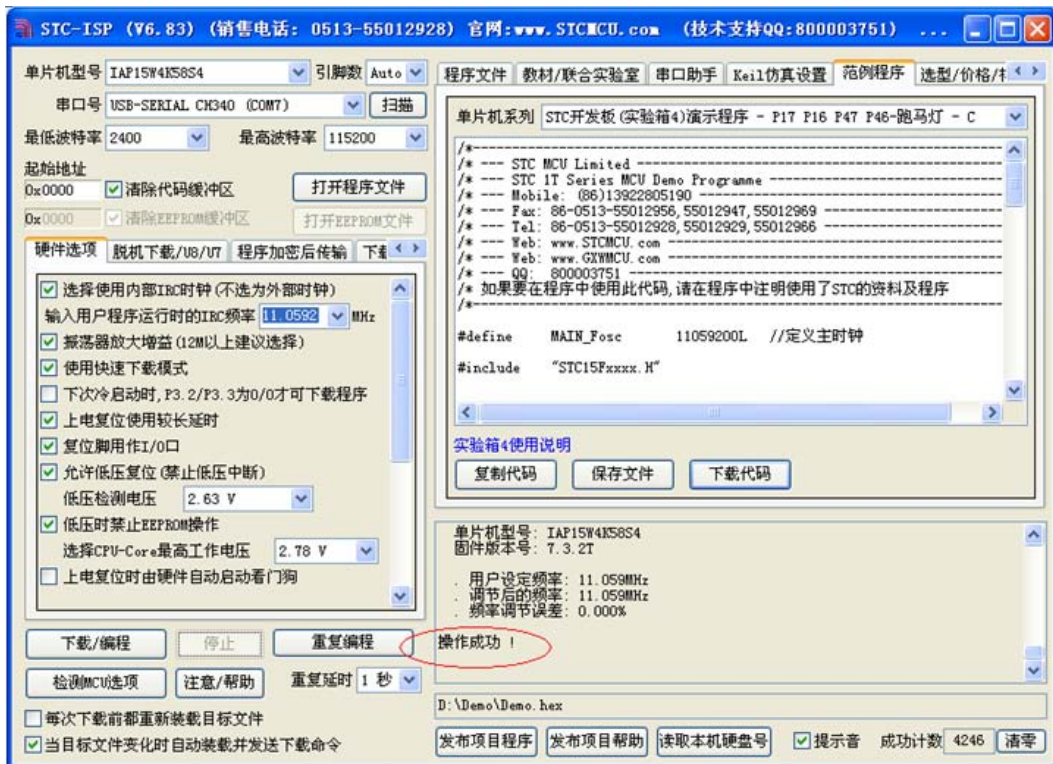 STC-ISP (V6.83) (销售电话: 0513-55012928) 官网:www.STCMCU.com (技术支持QQ:800003751) ...
单片机型号 IAP15W4K58S4 引脚数 Auto
串口号 USB-SERIAL CH340 (COM7) 扫描
最低波特率 2400 最高波特率 115200
起始地址
0x0000 清除代码缓冲区 打开程序文件
0x0000 清除EEPROM缓冲区 打开EEPROM文件
硬件选项 脱机下载/U8/U7 程序加密后传输
选择使用内部IRC时钟(不选为外部时钟)
输入用户程序运行时的IRC频率 11.0592 MHz
振荡器放大增益(12M以上建议选择)
使用快速下载模式
下次冷启动时,P3.2/P3.3为0/0才可下载程序
上电复位使用较长延时
复位脚用作I/O口
允许低压复位(禁止低压中断)
低压检测电压 2.63 V
低压时禁止EEPROM操作
选择CPU-Core最高工作电压 2.78 V
上电复位时由硬件自动启动看门狗
下载/编程 停止 重复编程
检测MCU选项 注意/帮助 重复延时 1 秒
每次下载前都重新装载目标文件
当目标文件变化时自动装载并发送下载命令
程序文件 教材/联合实验室 串口助手 Keil仿真设置 范例程序 选型/价格/
单片机系列 STC开发板(实验箱4)演示程序 - P17 P16 P47 P46-跑马灯 - C
/*---------------------------------------------------------------------
/* --- STC MCU Limited ------------------------------------------------
/* --- STC 1T Series MCU Demo Programme -------------------------------
/* --- Mobile: (86)13922805190 ----------------------------------------
/* --- Fax: 86-0513-55012956,55012947,55012969 ------------------------
/* --- Tel: 86-0513-55012928,55012929,55012966 ------------------------
/* --- Web: www.STCMCU.com --------------------------------------------
/* --- Web: www.GXWMCU.com --------------------------------------------
/* --- QQ: 800003751 --------------------------------------------------
/* 如果要在程序中使用此代码,请在程序中注明使用了STC的资料及程序
/*---------------------------------------------------------------------
#define MAIN_Fosc 11059200L //定义主时钟
#include "STC15Fxxxx.H"
实验箱4使用说明
复制代码 保存文件 下载代码
单片机型号: IAP15W4K58S4
固件版本号: 7.3.2T
. 用户设定频率: 11.059MHz
. 调节后的频率: 11.059MHz
. 频率调节误差: 0.000%
操作成功 !
D:\Demo\Demo.hex
发布项目程序 发布项目帮助 读取本机硬盘号 提示音 成功计数 4246 清零